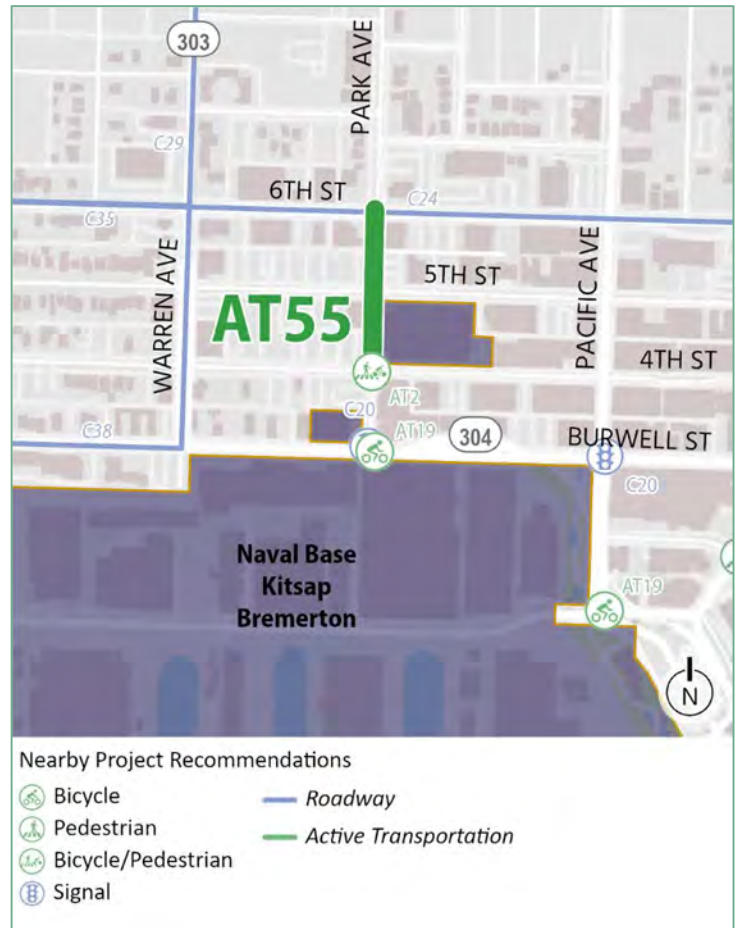 303
PARK AVE
C29
6TH ST
C24
C35
WARREN AVE
5TH ST
PACIFIC AVE
AT55
4TH ST
AT2
C20
AT19
304
BURWELL ST
C38
C20
Naval Base
Kitsap
Bremerton
AT19
N
Nearby Project Recommendations
Bicycle
Roadway
Pedestrian
Active Transportation
Bicycle/Pedestrian
Signal